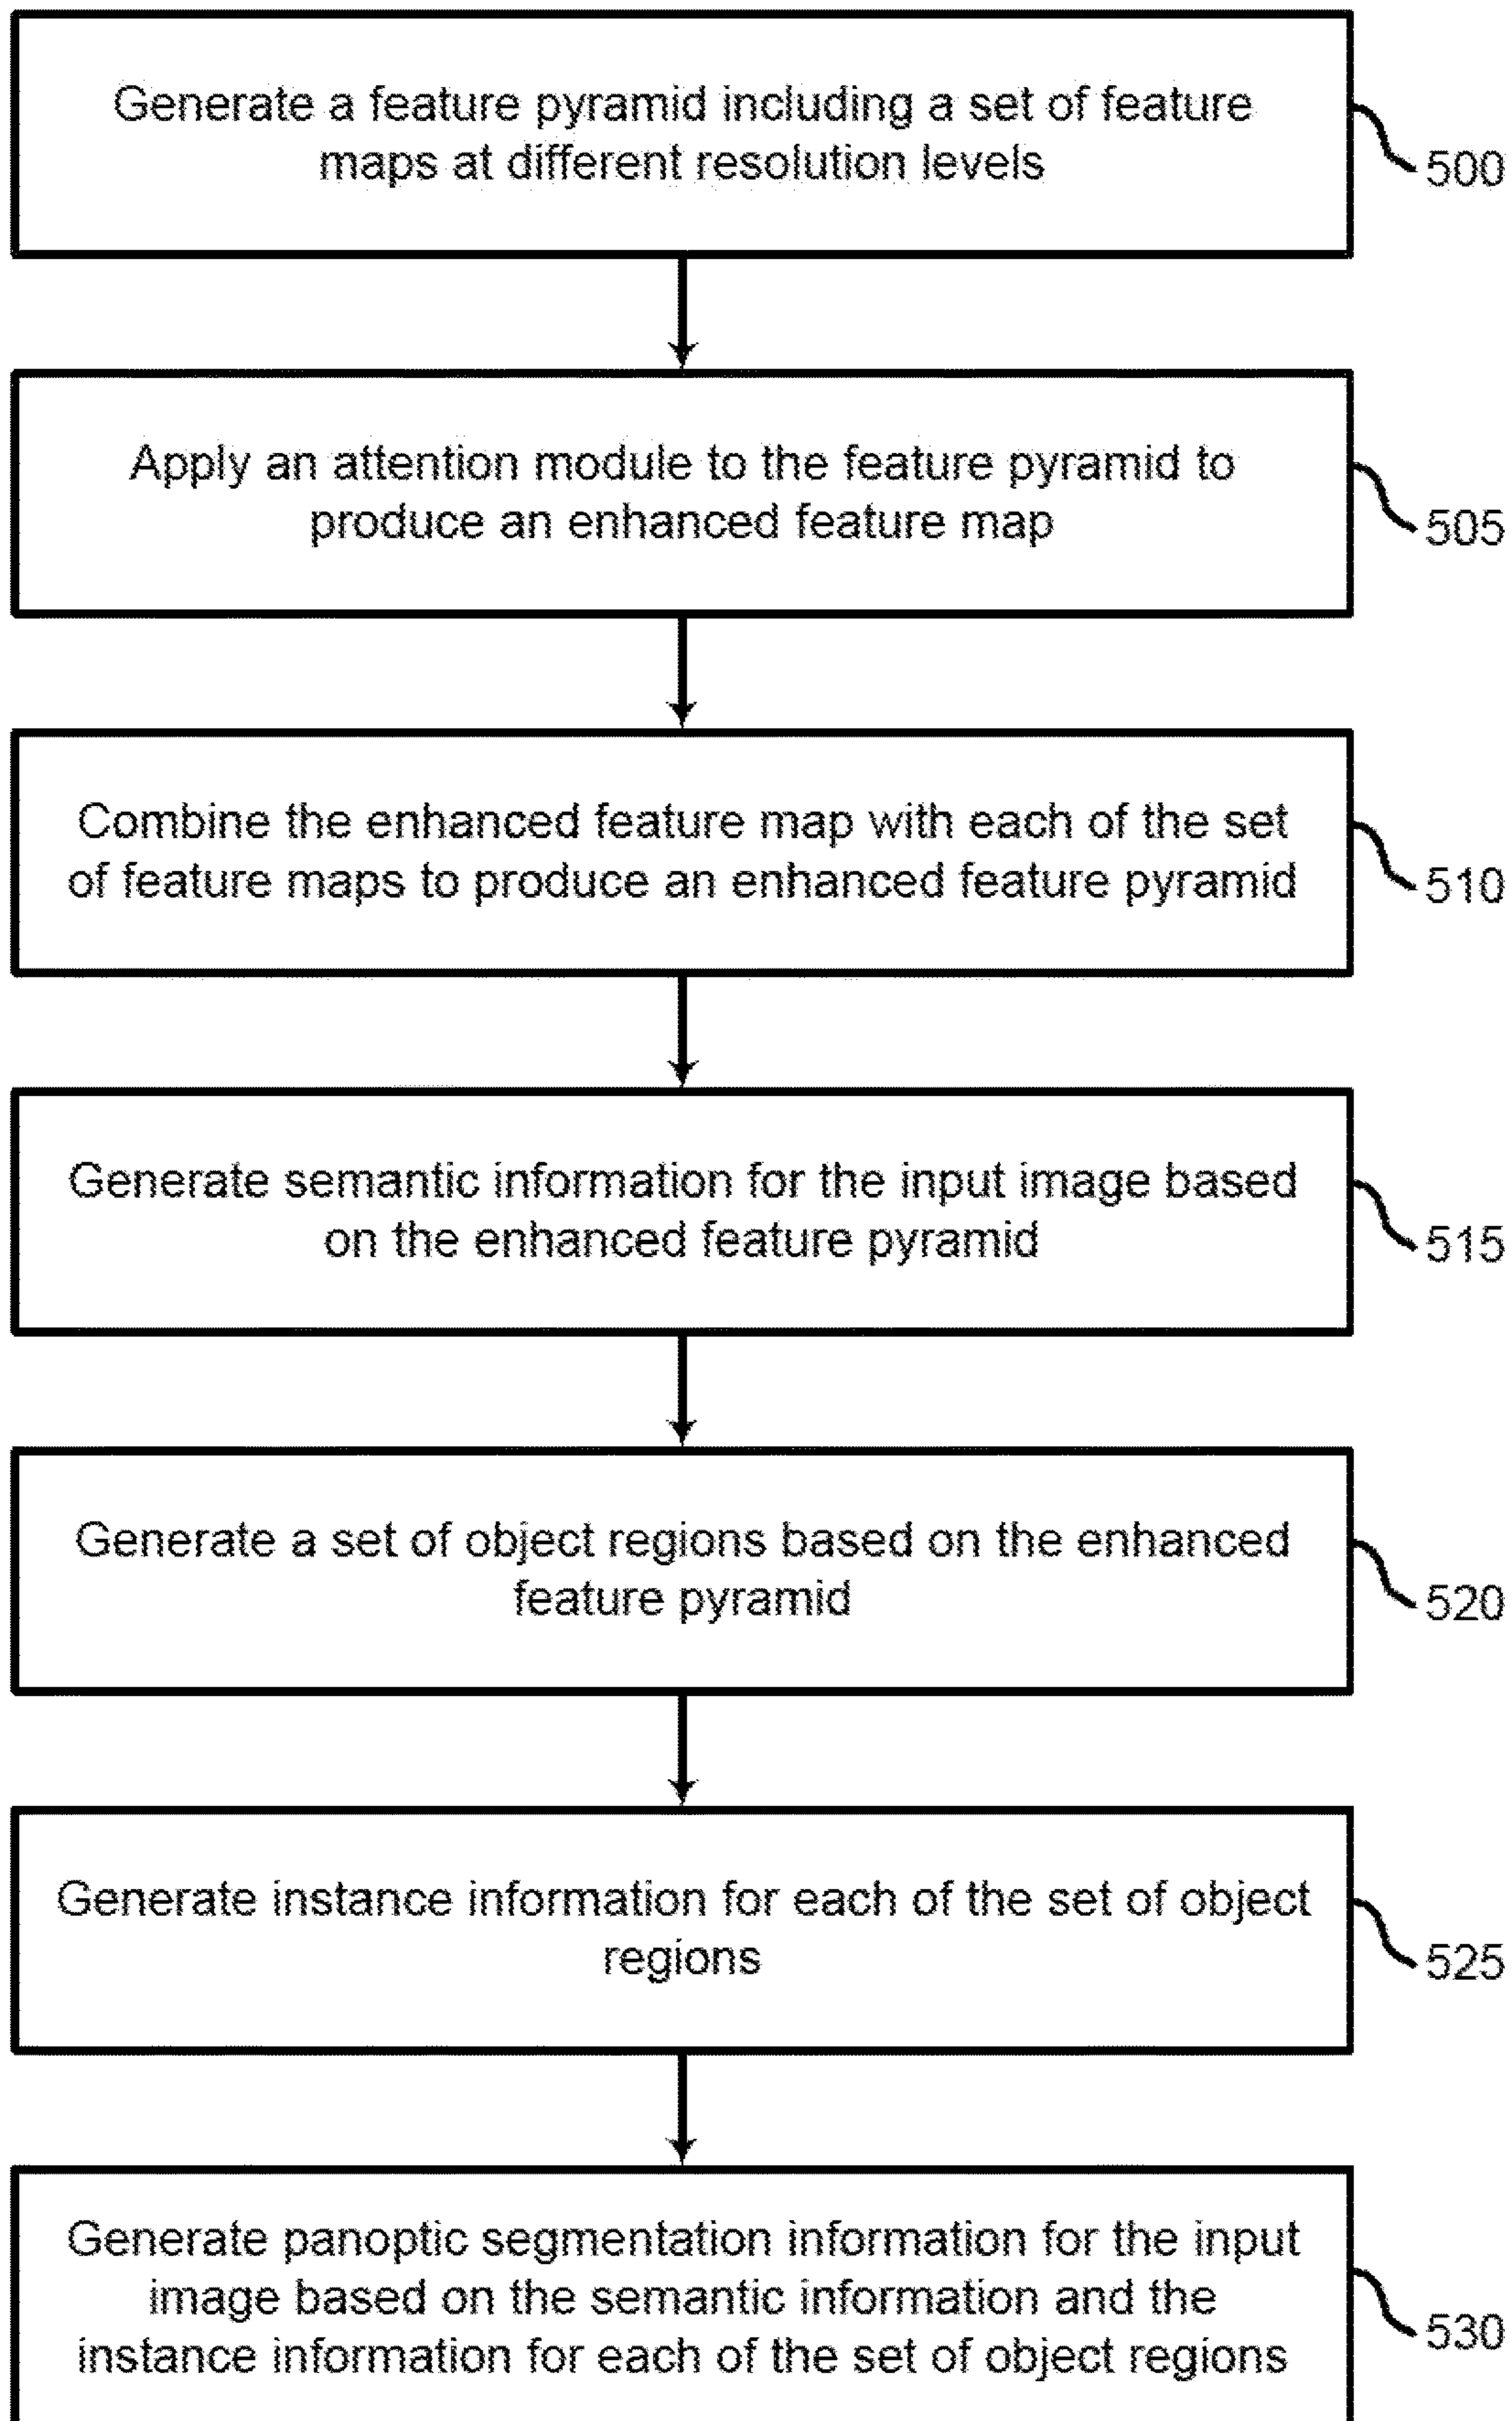 Generate a feature pyramid including a set of feature
maps at different resolution levels
500
Apply an attention module to the feature pyramid to
produce an enhanced feature map
505
Combine the enhanced feature map with each of the set
of feature maps to produce an enhanced feature pyramid
510
Generate semantic information for the input image based
on the enhanced feature pyramid
515
Generate a set of object regions based on the enhanced
feature pyramid
520
Generate instance information for each of the set of object
regions
525
Generate panoptic segmentation information for the input
image based on the semantic information and the
instance information for each of the set of object regions
530